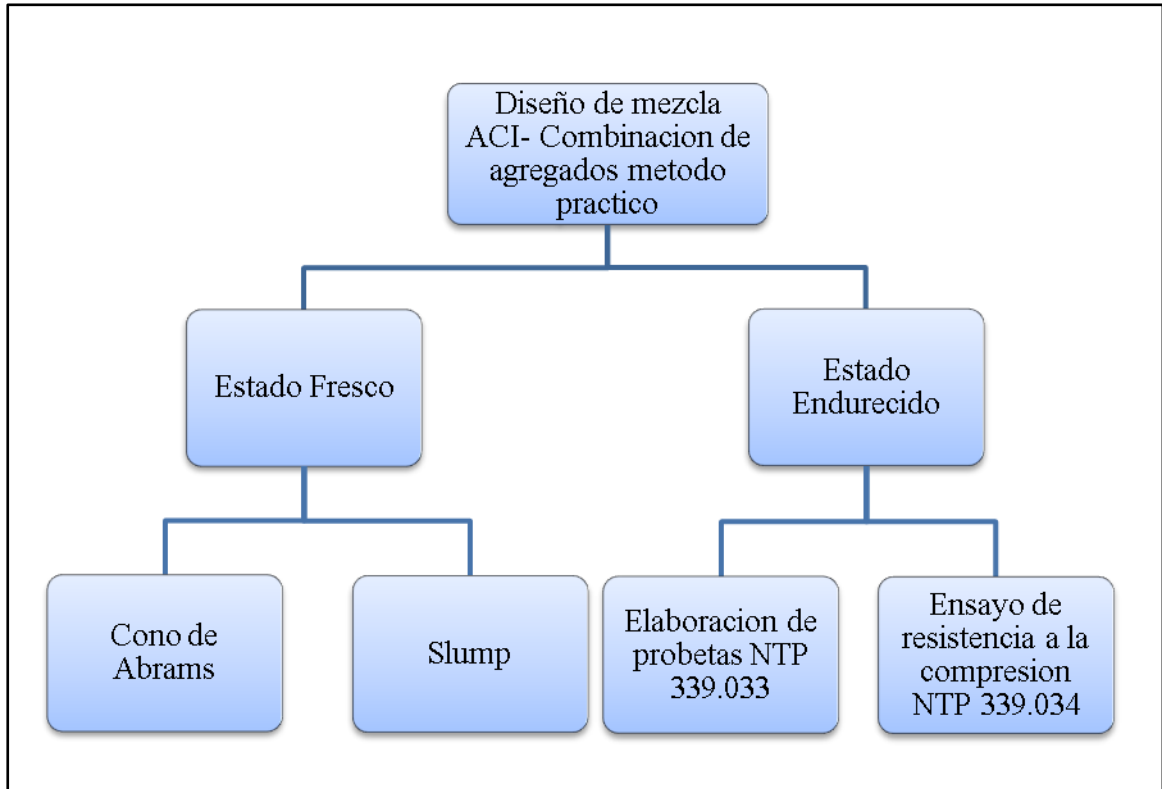 Diseño de mezcla
ACI- Combinacion de
agregados metodo
practico
Estado Fresco
Estado
Endurecido
Cono de
Abrams
Slump
Elaboracion de
probetas NTP
339.033
Ensayo de
resistencia a la
compresion
NTP 339.034